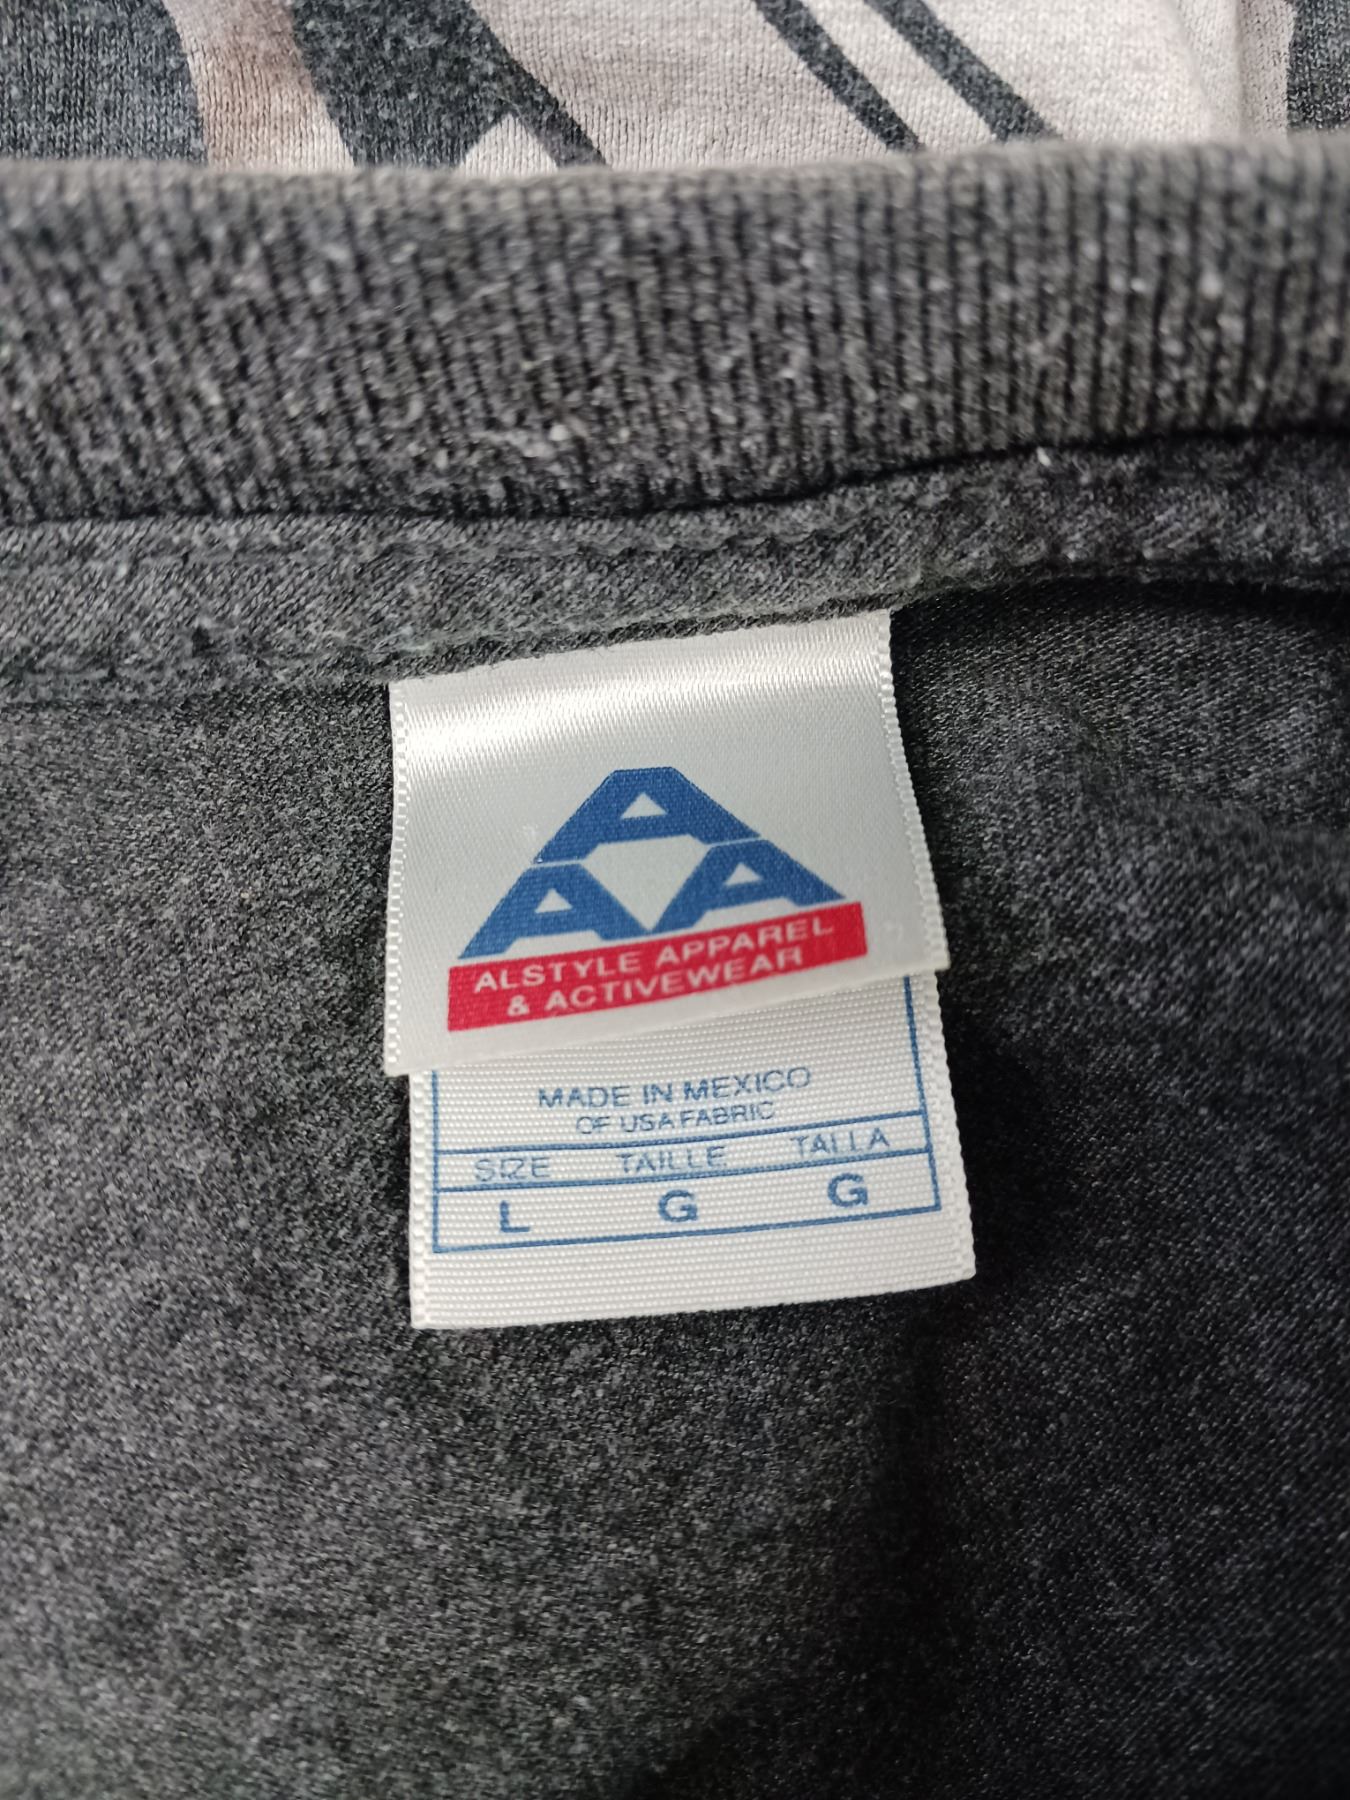 A
A A
ALSTYLE APPAREL
& ACTIVEWEAR
MADE IN MEXICO
OF USA FABRIC
SIZE TAILLE TALLA
L G G